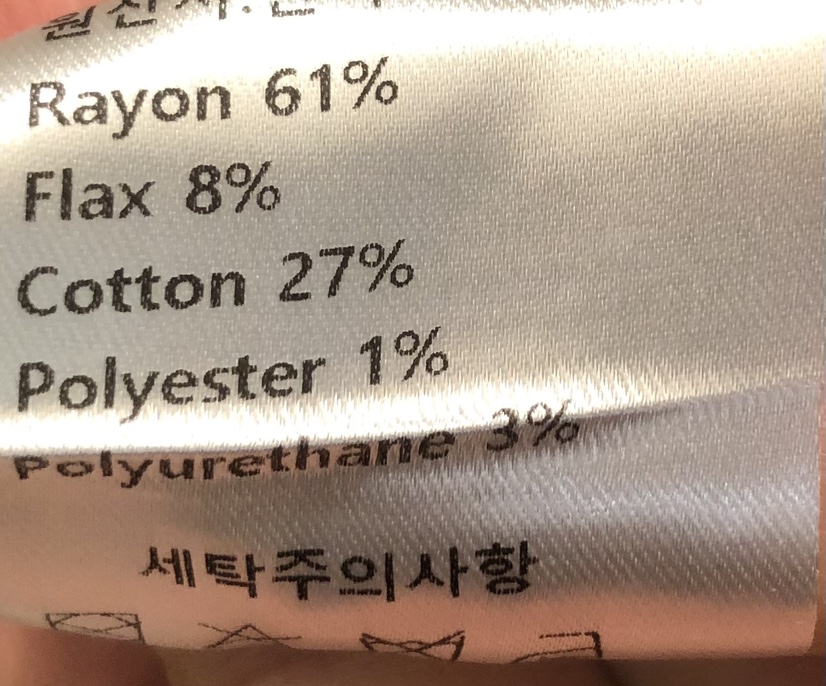 Rayon 61%
Flax 8%
Cotton 27%
Polyester 1%
Polyurethane 3%
세탁주의사항